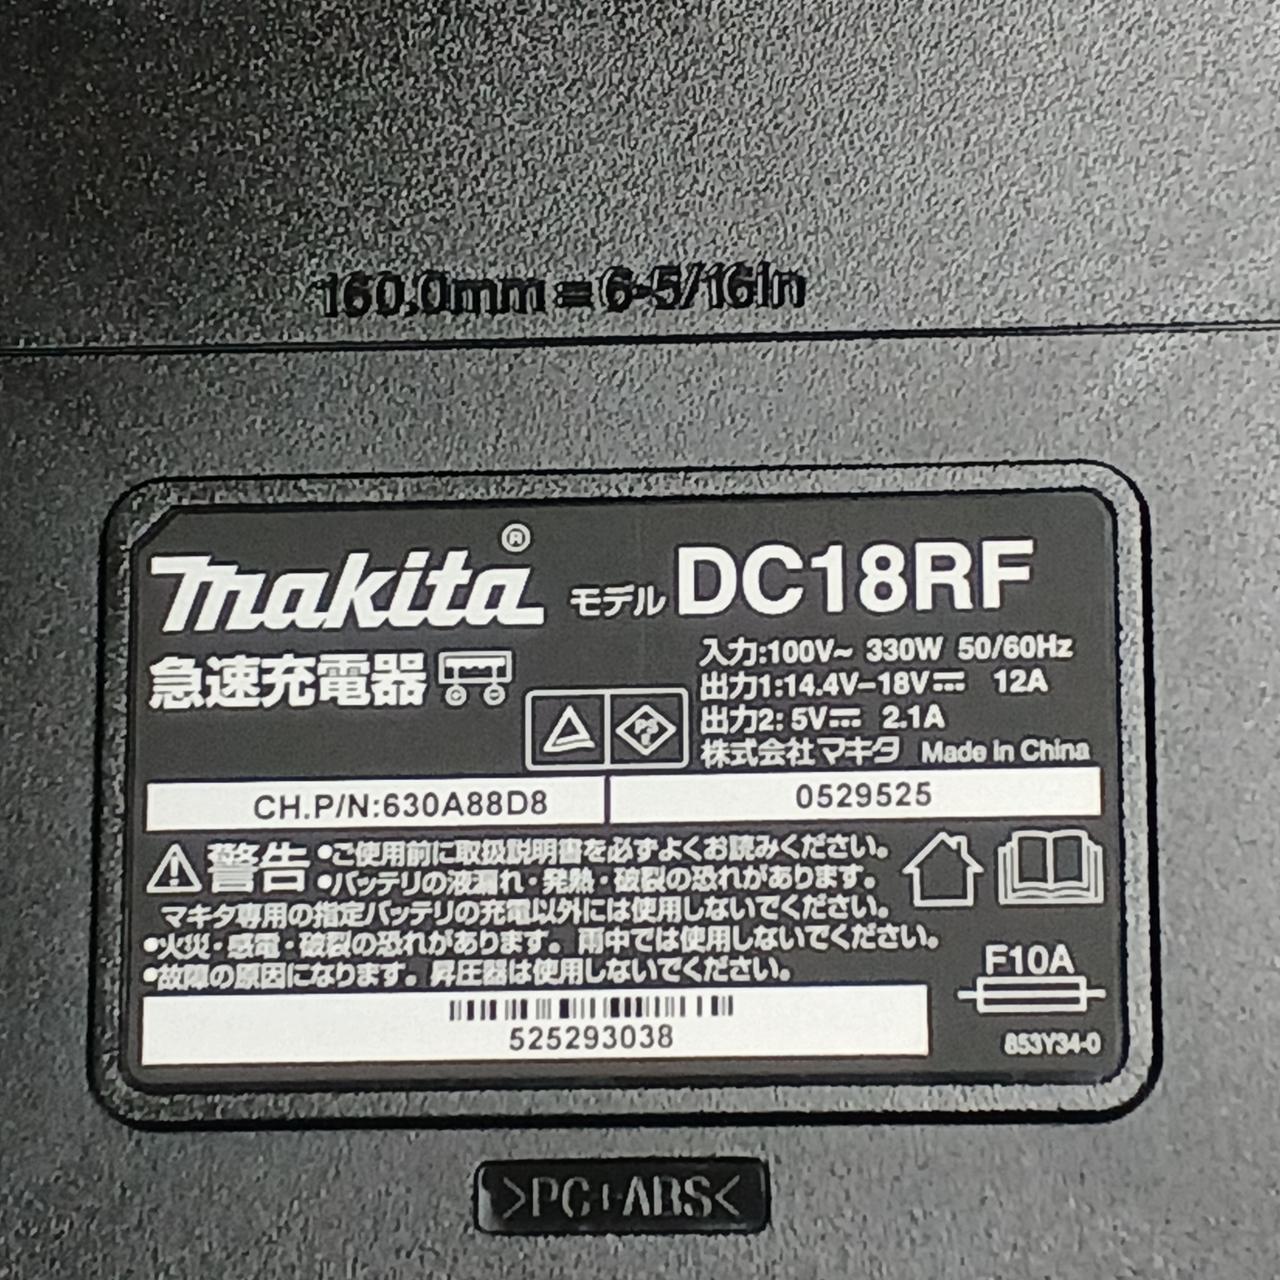 160.0mm = 6-5/16in
makita® モデル DC18RF
急速充電器
入力:100V~ 330W 50/60Hz
出力1:14.4V-18V⎓ 12A
出力2: 5V⎓ 2.1A
PS
E
株式会社マキタ Made in China
CH.P/N:630A88D8 0529525
警告 •ご使用前に取扱説明書を必ずよくお読みください。
•バッテリの液漏れ・発熱・破裂の恐れがあります。
マキタ専用の指定バッテリの充電以外には使用しないでください。
•火災・感電・破裂の恐れがあります。雨中では使用しないでください。
•故障の原因になります。昇圧器は使用しないでください。
F10A
525293038
853Y34-0
>PC+ABS<